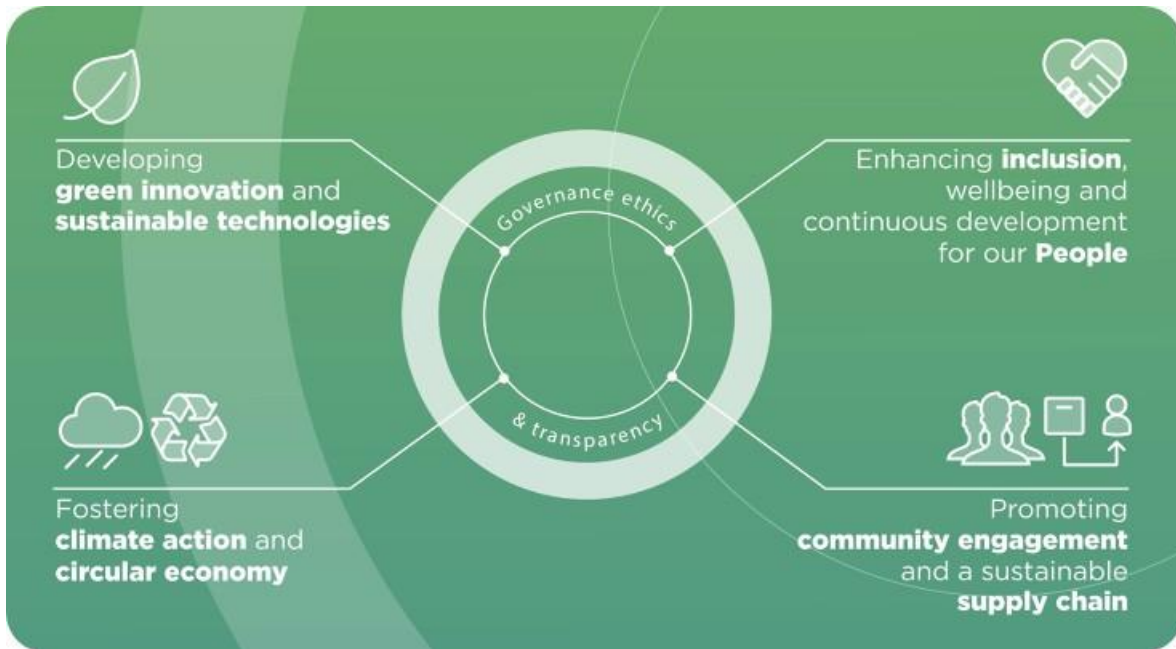 Developing
green innovation and
sustainable technologies
Enhancing inclusion,
wellbeing and
continuous development
for our People
Governance ethics
& transparency
Fostering
climate action and
circular economy
Promoting
community engagement
and a sustainable
supply chain